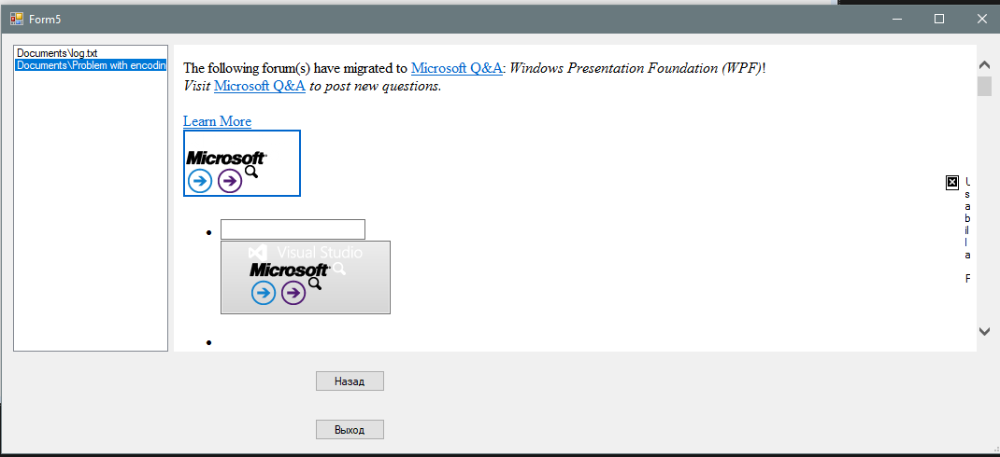 Form5
Documents\log.txt
Documents\Problem with encodin
The following forum(s) have migrated to Microsoft Q&A: Windows Presentation Foundation (WPF)!
Visit Microsoft Q&A to post new questions.
Learn More
Microsoft
U
s
a
b
il
l
a
F
Visual Studio
Microsoft
Назад
Выход